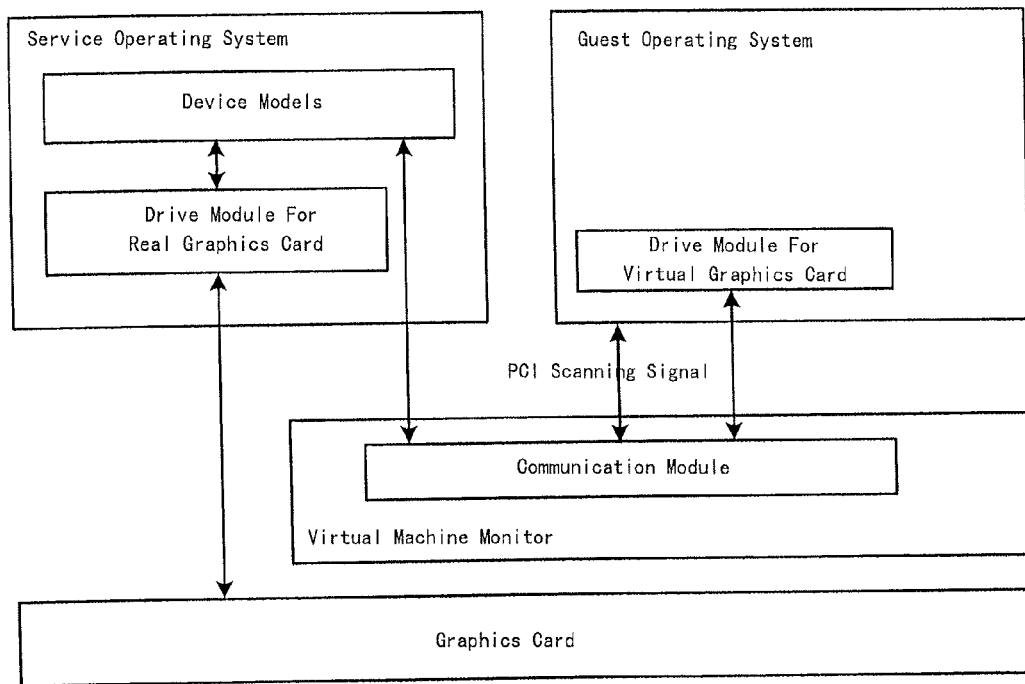 Service Operating System
Guest Operating System
Device Models
Drive Module For
Real Graphics Card
Drive Module For
Virtual Graphics Card
PCI Scanning Signal
Communication Module
Virtual Machine Monitor
Graphics Card